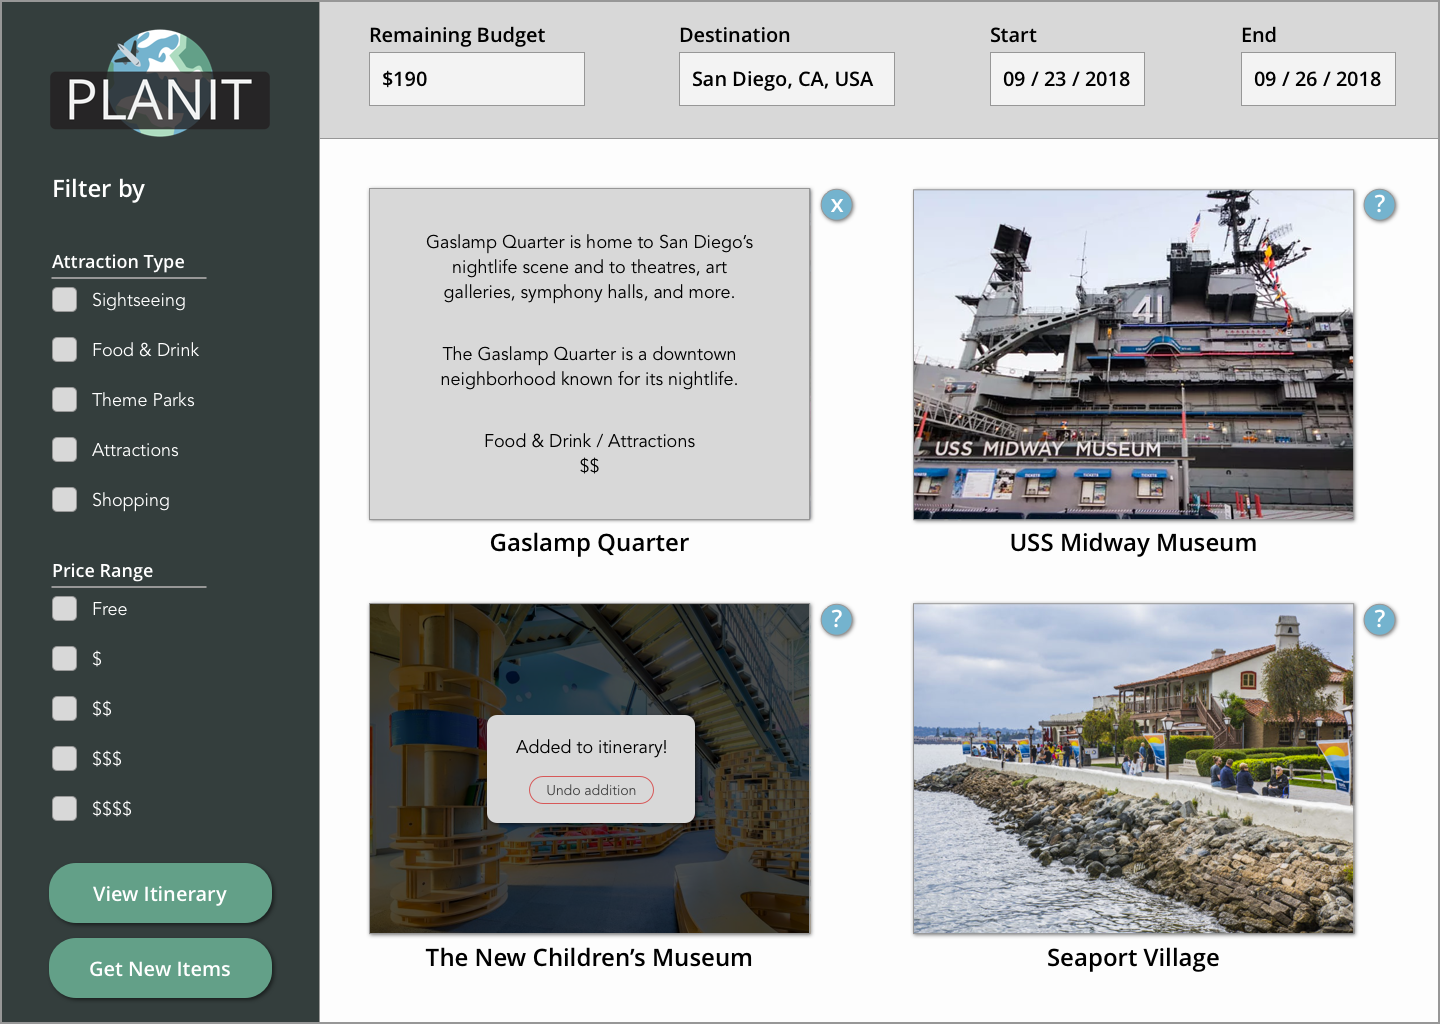 PLANIT
Filter by
Attraction Type
Sightseeing
Food & Drink
Theme Parks
Attractions
Shopping
Price Range
Free
$
$$
$$$
$$$$
View Itinerary
Get New Items
Remaining Budget
$190
Destination
San Diego, CA, USA
Start
09 / 23 / 2018
End
09 / 26 / 2018
Gaslamp Quarter is home to San Diego’s
nightlife scene and to theatres, art
galleries, symphony halls, and more.
The Gaslamp Quarter is a downtown
neighborhood known for its nightlife.
Food & Drink / Attractions
$$
x
Gaslamp Quarter
41
USS MIDWAY MUSEUM
TICKETS
TICKETS
TICKETS
?
USS Midway Museum
Added to itinerary!
Undo addition
?
The New Children’s Museum
?
Seaport Village